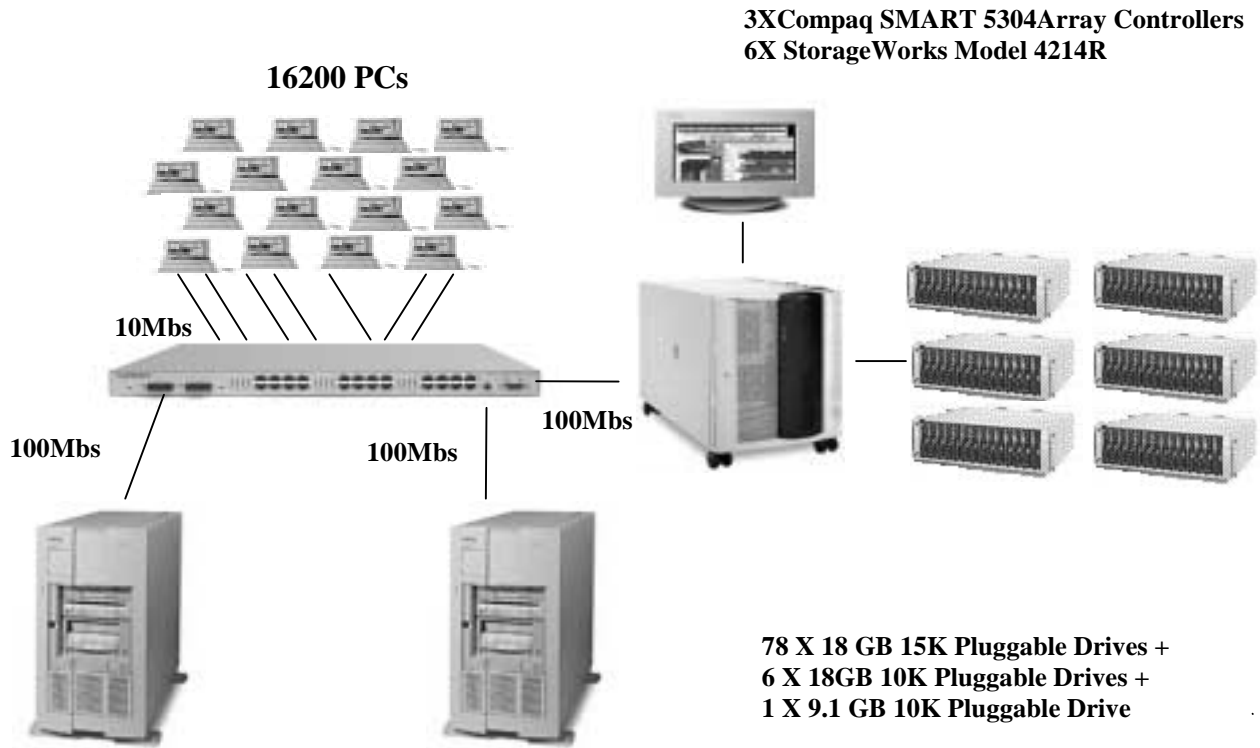 3XCompaq SMART 5304Array Controllers
6X StorageWorks Model 4214R
16200 PCs
10Mbs
100Mbs
100Mbs
100Mbs
78 X 18 GB 15K Pluggable Drives +
6 X 18GB 10K Pluggable Drives +
1 X 9.1 GB 10K Pluggable Drive